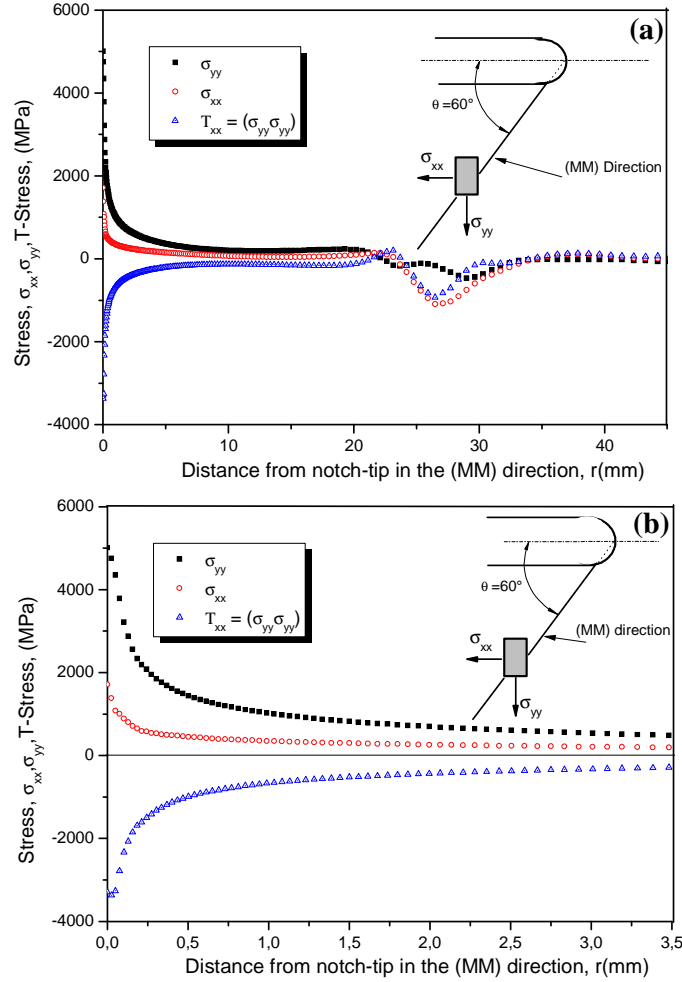 (a)
6000
4000
2000
0
-2000
-4000
Stress, σxx,σyy,T-Stress, (MPa)
σyy
σxx
Txx = (σyyσyy)
θ=60°
(MM) Direction
σxx
σyy
0
10
20
30
40
Distance from notch-tip in the (MM) direction, r(mm)
(b)
6000
4000
2000
0
-2000
-4000
Stress, σxx,σyy,T-Stress, (MPa)
σyy
σxx
Txx = (σyyσyy)
θ=60°
(MM) direction
σxx
σyy
0,0
0,5
1,0
1,5
2,0
2,5
3,0
3,5
Distance from notch-tip in the (MM) direction, r(mm)